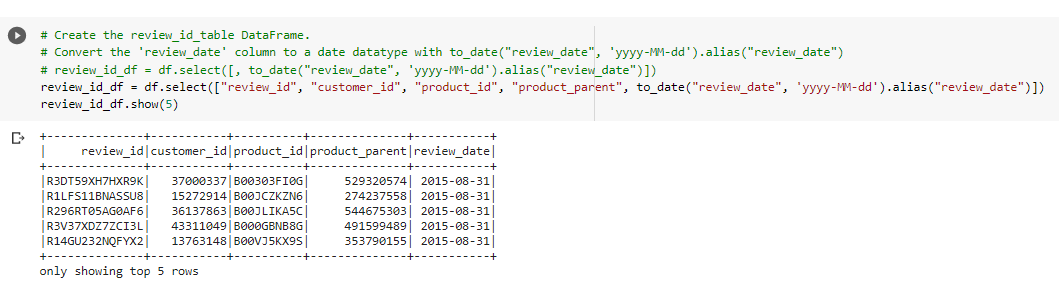 # Create the review_id_table DataFrame.
# Convert the 'review_date' column to a date datatype with to_date("review_date", 'yyyy-MM-dd').alias("review_date")
# review_id_df = df.select([, to_date("review_date", 'yyyy-MM-dd').alias("review_date")])
review_id_df = df.select(["review_id", "customer_id", "product_id", "product_parent", to_date("review_date", 'yyyy-MM-dd').alias("review_date")])
review_id_df.show(5)
+--------------+-----------+----------+--------------+-----------+
|     review_id|customer_id|product_id|product_parent|review_date|
+--------------+-----------+----------+--------------+-----------+
|R3DT59XH7HXR9K|   37000337|B00303FI0G|     529320574| 2015-08-31|
|R1LFS11BNASSU8|   15272914|B00JCZKZN6|     274237558| 2015-08-31|
|R296RT05AG0AF6|   36137863|B00JLIKA5C|     544675303| 2015-08-31|
|R3V37XDZ7ZCI3L|   43311049|B000GBNB8G|     491599489| 2015-08-31|
|R14GU232NQFYX2|   13763148|B00VJ5KX9S|     353790155| 2015-08-31|
+--------------+-----------+----------+--------------+-----------+
only showing top 5 rows